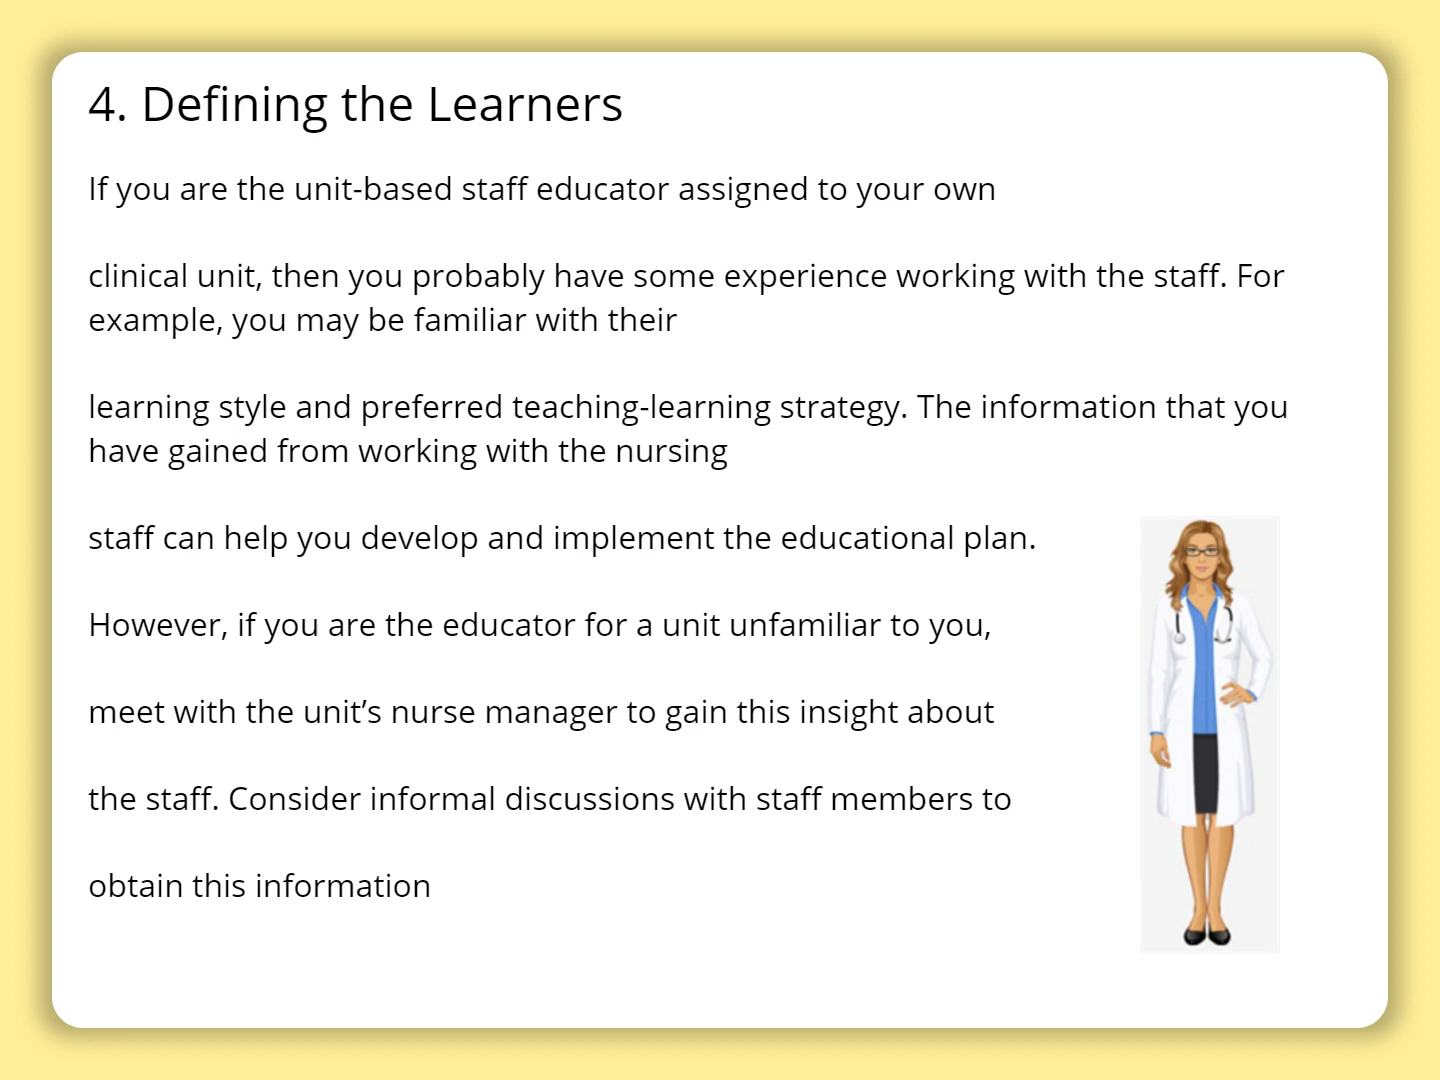 4. Defining the Learners
If you are the unit-based staff educator assigned to your own
clinical unit, then you probably have some experience working with the staff. For
example, you may be familiar with their
learning style and preferred teaching-learning strategy. The information that you
have gained from working with the nursing
staff can help you develop and implement the educational plan.
However, if you are the educator for a unit unfamiliar to you,
meet with the unit’s nurse manager to gain this insight about
the staff. Consider informal discussions with staff members to
obtain this information